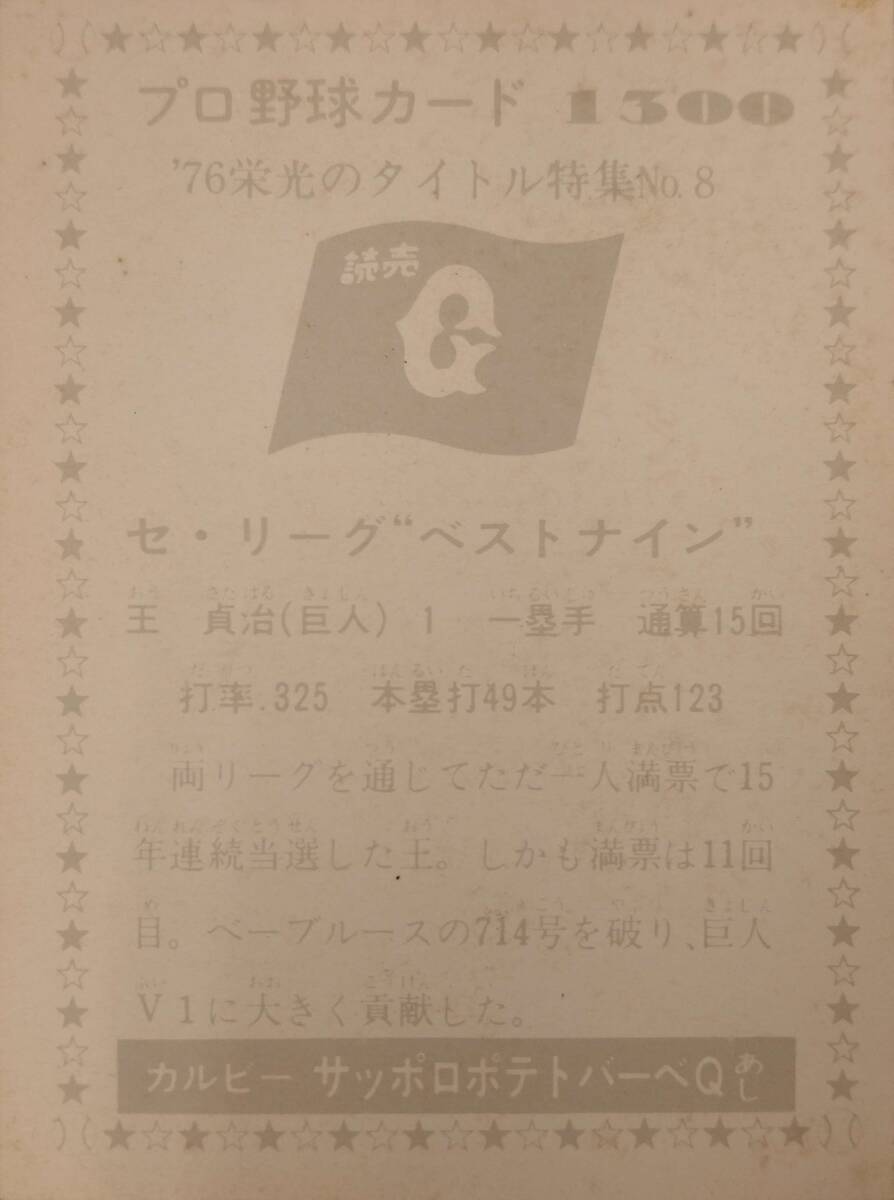 プロ野球カード 1300
'76栄光のタイトル特集No.8
読売
G
セ・リーグ“ベストナイン”
王 貞治(巨人) 1 一塁手 通算15回
打率.325 本塁打49本 打点123
両リーグを通じてただ一人満票で15
年連続当選した王。しかも満票は11回
目。ベーブルースの714号を破り、巨人
V1に大きく貢献した。
カルビー サッポロポテトバーベQあじ